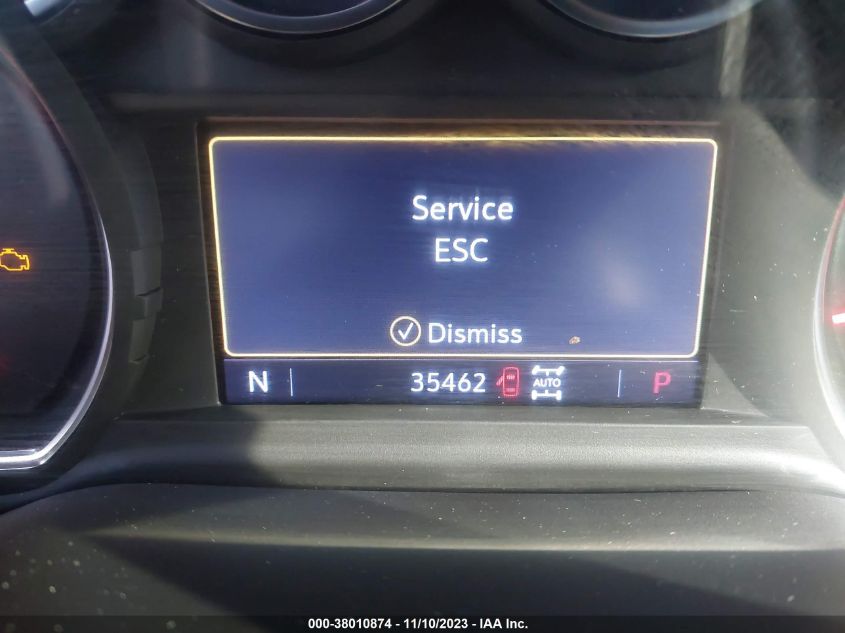 Service
ESC
Dismiss
N 35462 AUTO P
000-38010874 — 11/10/2023 — IAA Inc.